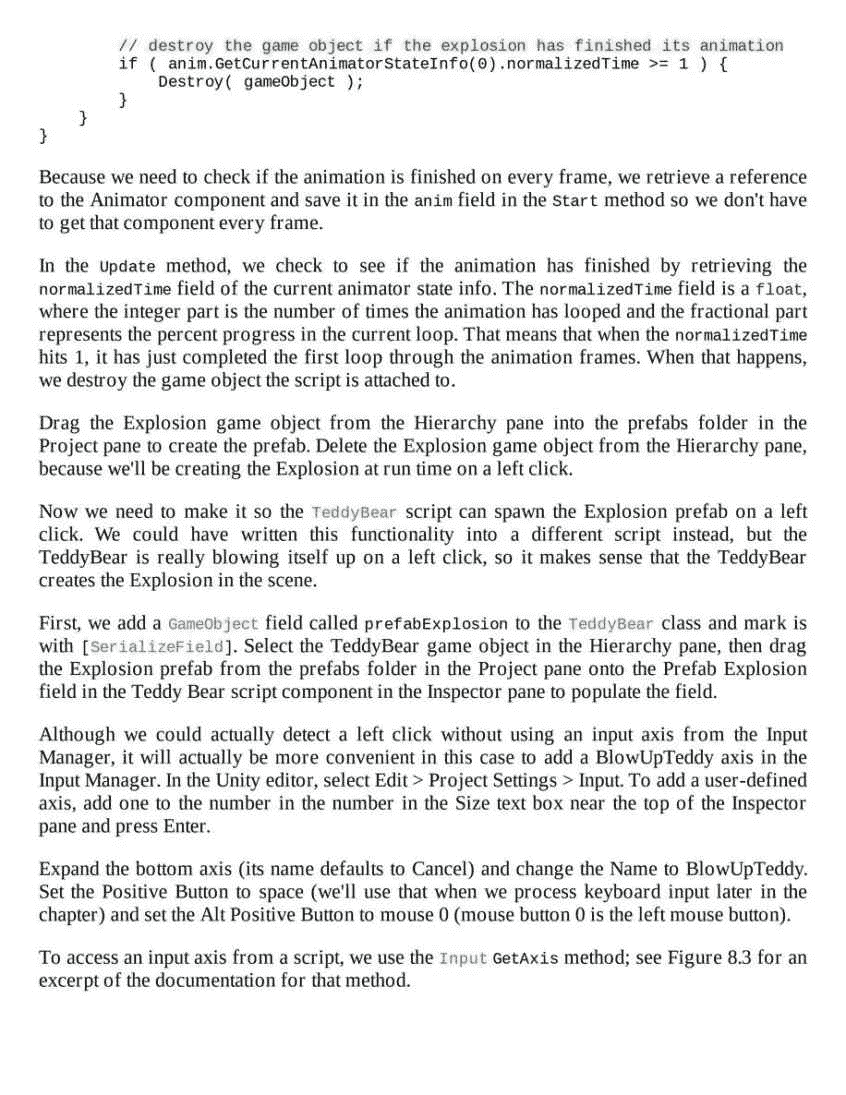 // destroy the game object if the explosion has finished its animation
if ( anim.GetCurrentAnimatorStateInfo(0).normalizedTime >= 1 ) {
Destroy( gameObject );
}
}
}
Because we need to check if the animation is finished on every frame, we retrieve a reference
to the Animator component and save it in the anim field in the Start method so we don't have
to get that component every frame.
In the Update method, we check to see if the animation has finished by retrieving the
normalizedTime field of the current animator state info. The normalizedTime field is a float,
where the integer part is the number of times the animation has looped and the fractional part
represents the percent progress in the current loop. That means that when the normalizedTime
hits 1, it has just completed the first loop through the animation frames. When that happens,
we destroy the game object the script is attached to.
Drag the Explosion game object from the Hierarchy pane into the prefabs folder in the
Project pane to create the prefab. Delete the Explosion game object from the Hierarchy pane,
because we'll be creating the Explosion at run time on a left click.
Now we need to make it so the TeddyBear script can spawn the Explosion prefab on a left
click. We could have written this functionality into a different script instead, but the
TeddyBear is really blowing itself up on a left click, so it makes sense that the TeddyBear
creates the Explosion in the scene.
First, we add a GameObject field called prefabExplosion to the TeddyBear class and mark is
with [SerializeField]. Select the TeddyBear game object in the Hierarchy pane, then drag
the Explosion prefab from the prefabs folder in the Project pane onto the Prefab Explosion
field in the Teddy Bear script component in the Inspector pane to populate the field.
Although we could actually detect a left click without using an input axis from the Input
Manager, it will actually be more convenient in this case to add a BlowUpTeddy axis in the
Input Manager. In the Unity editor, select Edit > Project Settings > Input. To add a user-defined
axis, add one to the number in the number in the Size text box near the top of the Inspector
pane and press Enter.
Expand the bottom axis (its name defaults to Cancel) and change the Name to BlowUpTeddy.
Set the Positive Button to space (we'll use that when we process keyboard input later in the
chapter) and set the Alt Positive Button to mouse 0 (mouse button 0 is the left mouse button).
To access an input axis from a script, we use the Input GetAxis method; see Figure 8.3 for an
excerpt of the documentation for that method.